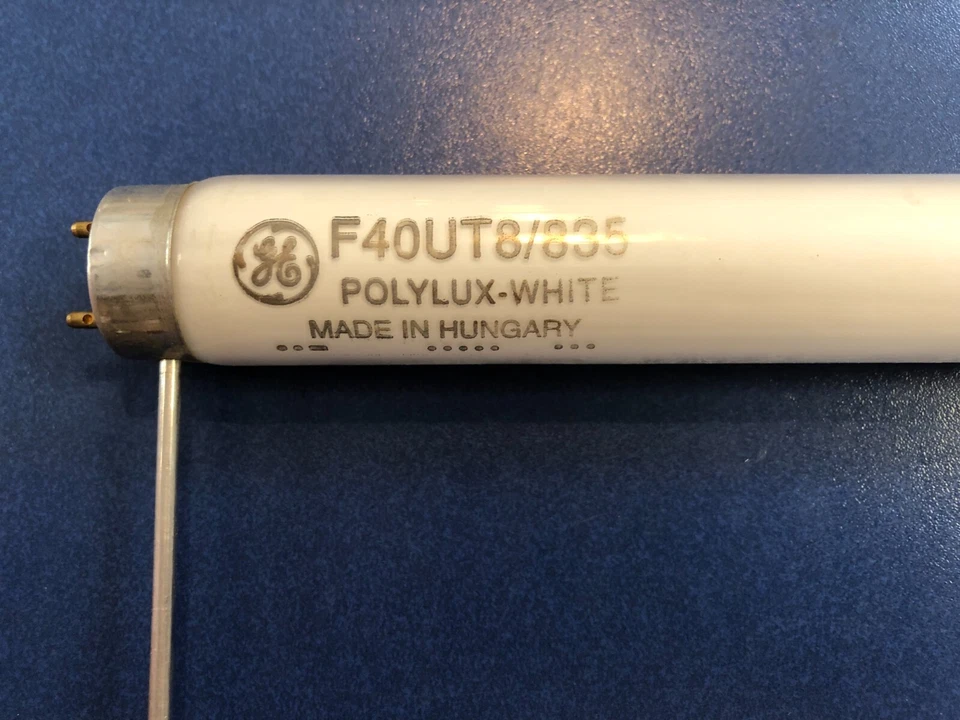 GE
F40UT8/835
POLYLUX-WHITE
MADE IN HUNGARY